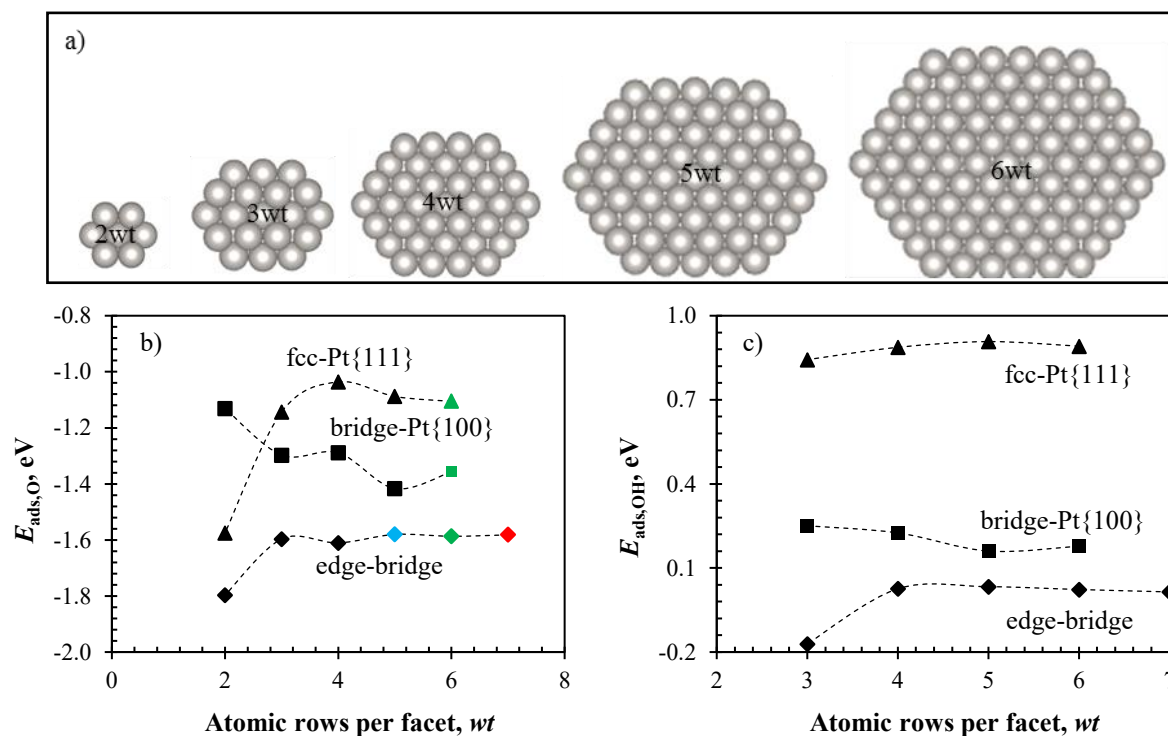 a)
2wt
3wt
4wt
5wt
6wt
b)
-0.8
-1.0
-1.2
-1.4
-1.6
-1.8
-2.0
E_ads,O, eV
fcc-Pt{111}
bridge-Pt{100}
edge-bridge
0 2 4 6 8
Atomic rows per facet, wt
c)
1.0
0.7
0.4
0.1
-0.2
E_ads,OH, eV
fcc-Pt{111}
bridge-Pt{100}
edge-bridge
2 3 4 5 6 7
Atomic rows per facet, wt